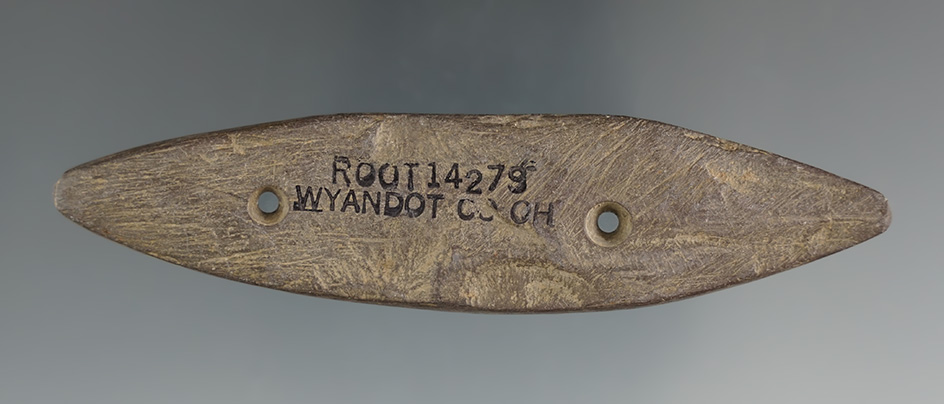 ROOT 14279
WYANDOT CO OH